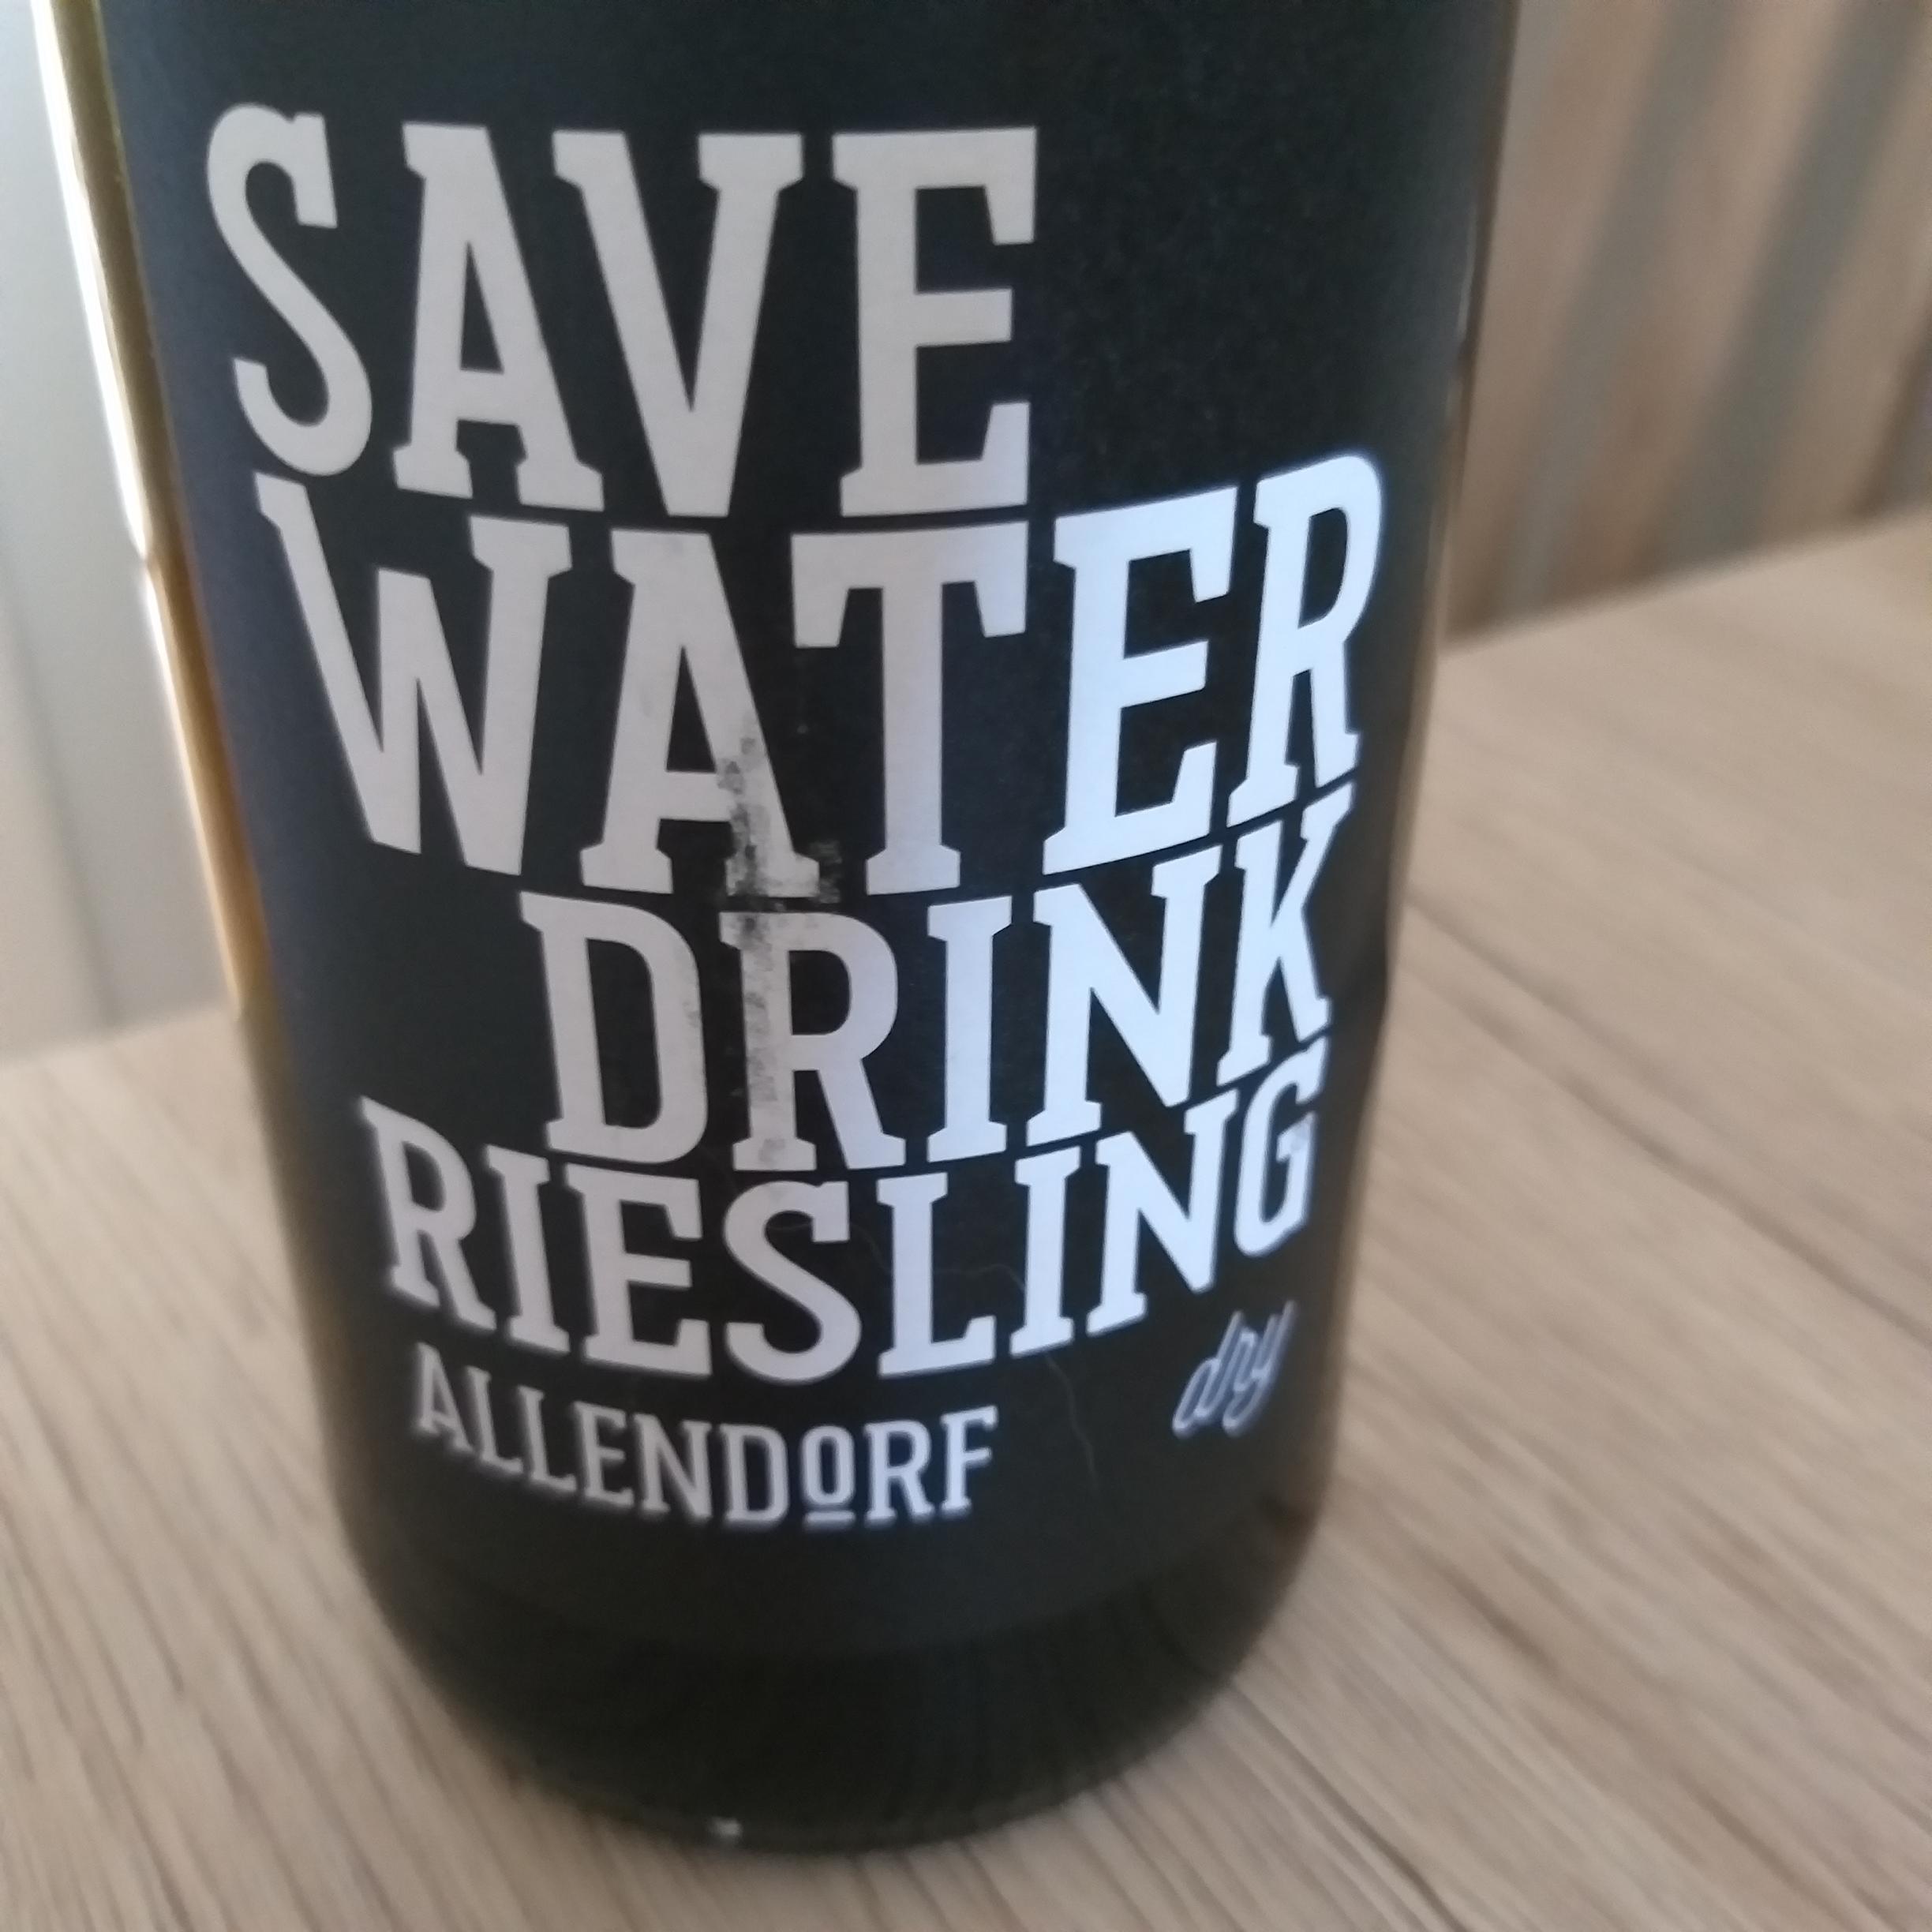 SAVE
WATER
DRINK
RIESLING
dry
ALLENDORF